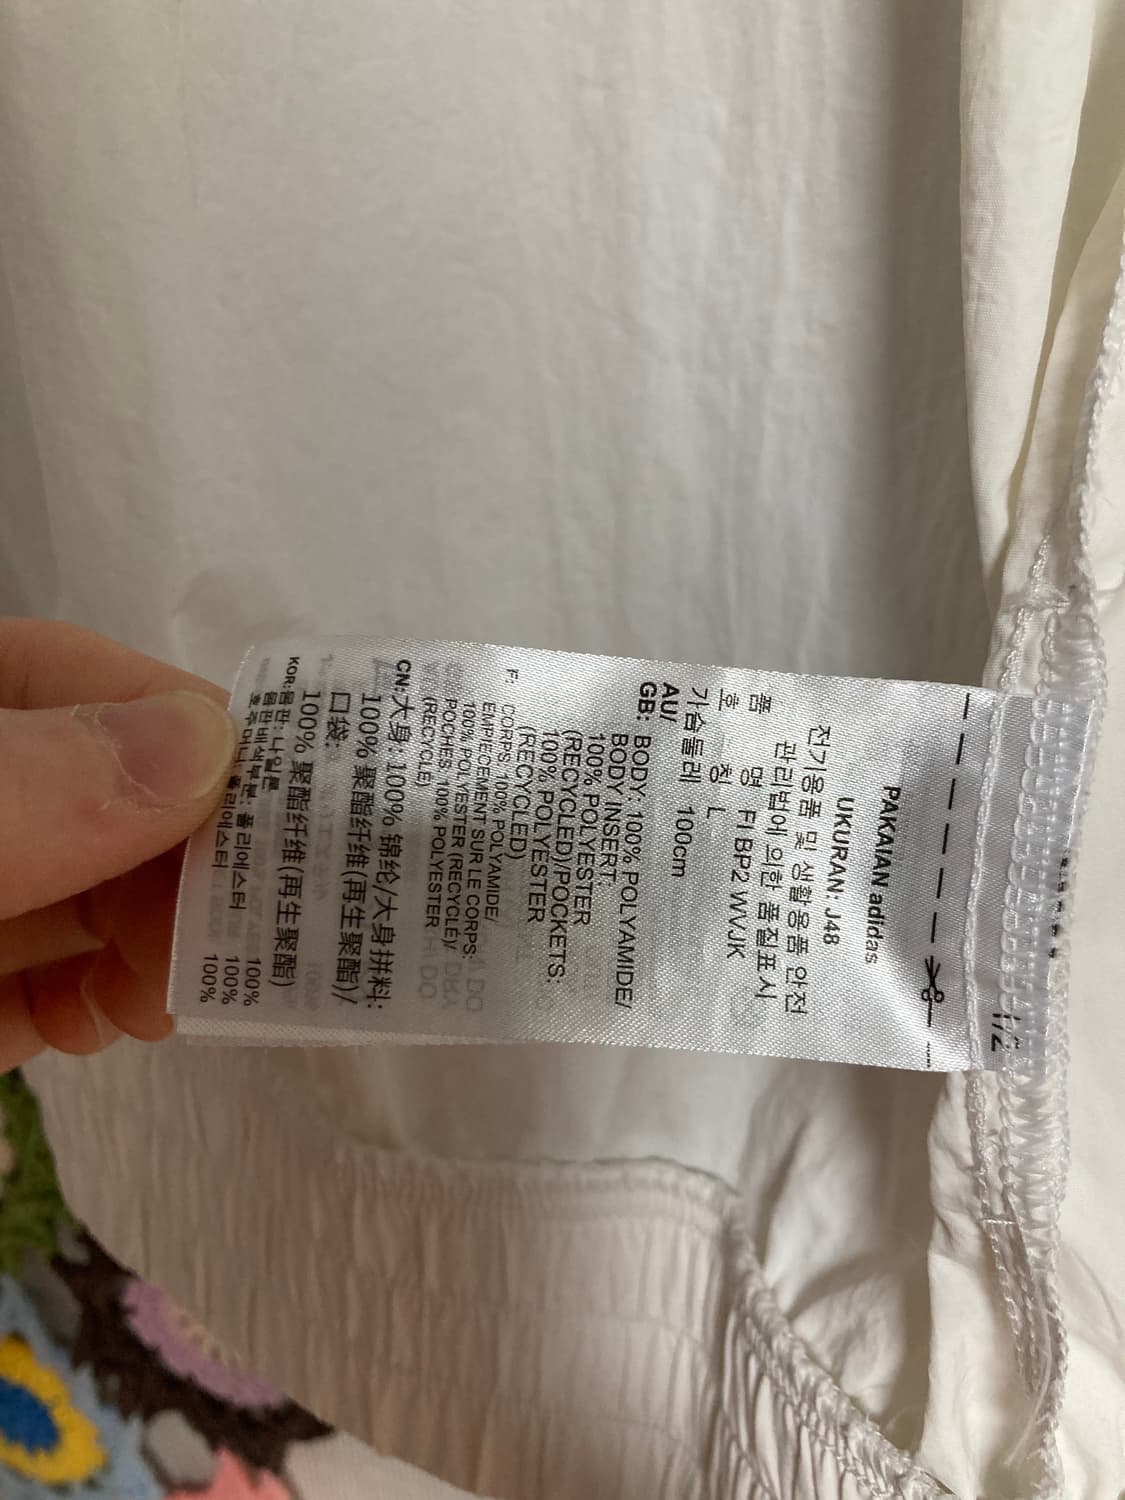 1/2
PAKAIAN adidas
UKURAN: J48
전기용품 및 생활용품 안전
관리법에 의한 품질표시
품 명 FI BP2 WVJK
호 칭 L
가슴둘레 100cm
AU/
GB: BODY: 100% POLYAMIDE/
BODY INSERT:
100% POLYESTER
(RECYCLED)/POCKETS:
100% POLYESTER
(RECYCLED)
F: CORPS: 100% POLYAMIDE/
EMPIECEMENT SUR LE CORPS:
100% POLYESTER (RECYCLE)/
POCHES: 100% POLYESTER
(RECYCLE)
CN:大身: 100% 锦纶/大身拼料:
100% 聚酯纤维(再生聚酯)/
口袋:
100% 聚酯纤维(再生聚酯)
KOR:몸판: 나일론 100%
몸판배색부분: 폴리에스터 100%
호주머니: 폴리에스터 100%